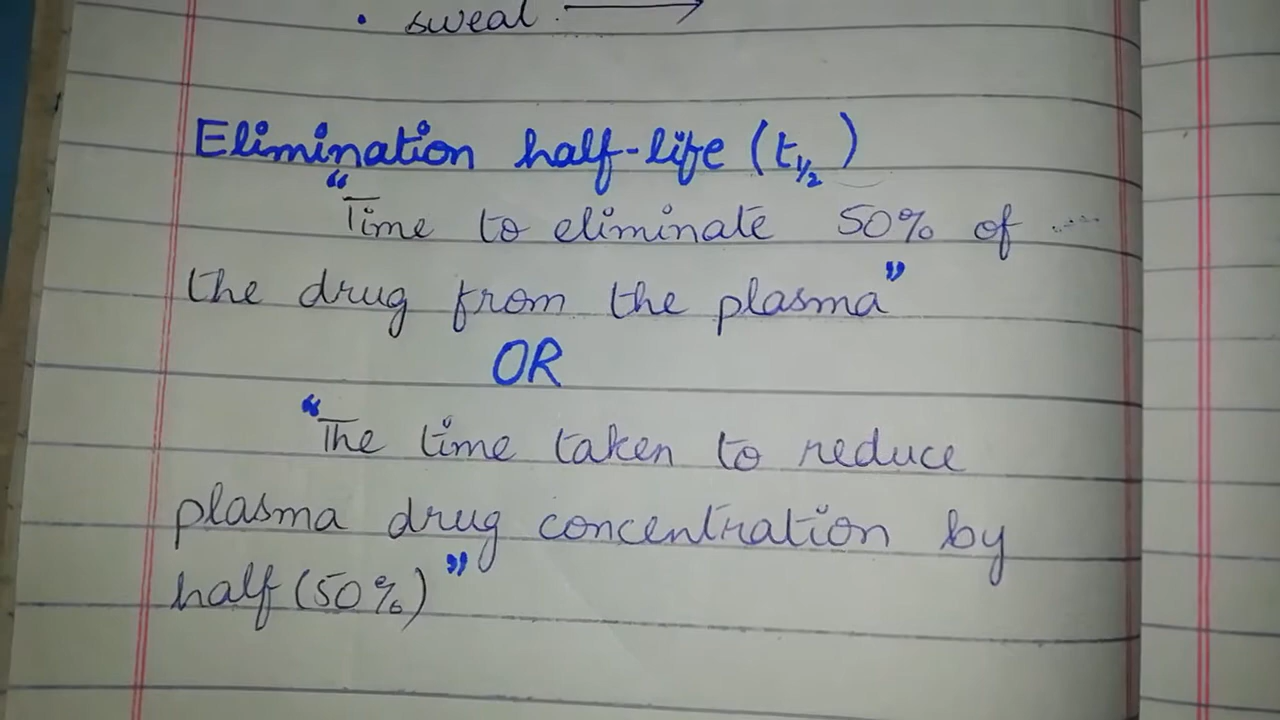 • sweat →
Elimination half-life (t1/2)
“Time to eliminate 50% of
the drug from the plasma”
OR
“The time taken to reduce
plasma drug concentration by
half (50%)”